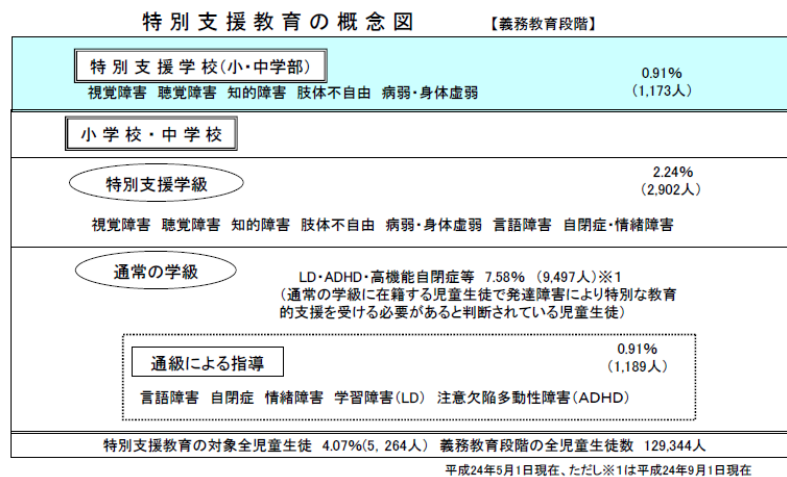 特別支援教育の概念図 【義務教育段階】
特別支援学校(小・中学部) 0.91%
視覚障害 聴覚障害 知的障害 肢体不自由 病弱・身体虚弱 (1,173人)
小学校・中学校
特別支援学級 2.24%
(2,902人)
視覚障害 聴覚障害 知的障害 肢体不自由 病弱・身体虚弱 言語障害 自閉症・情緒障害
通常の学級 LD・ADHD・高機能自閉症等 7.58% (9,497人)※1
(通常の学級に在籍する児童生徒で発達障害により特別な教育
的支援を受ける必要があると判断されている児童生徒)
通級による指導 0.91%
(1,189人)
言語障害 自閉症 情緒障害 学習障害(LD) 注意欠陥多動性障害(ADHD)
特別支援教育の対象全児童生徒 4.07%(5, 264人) 義務教育段階の全児童生徒数 129,344人
平成24年5月1日現在、ただし※1は平成24年9月1日現在